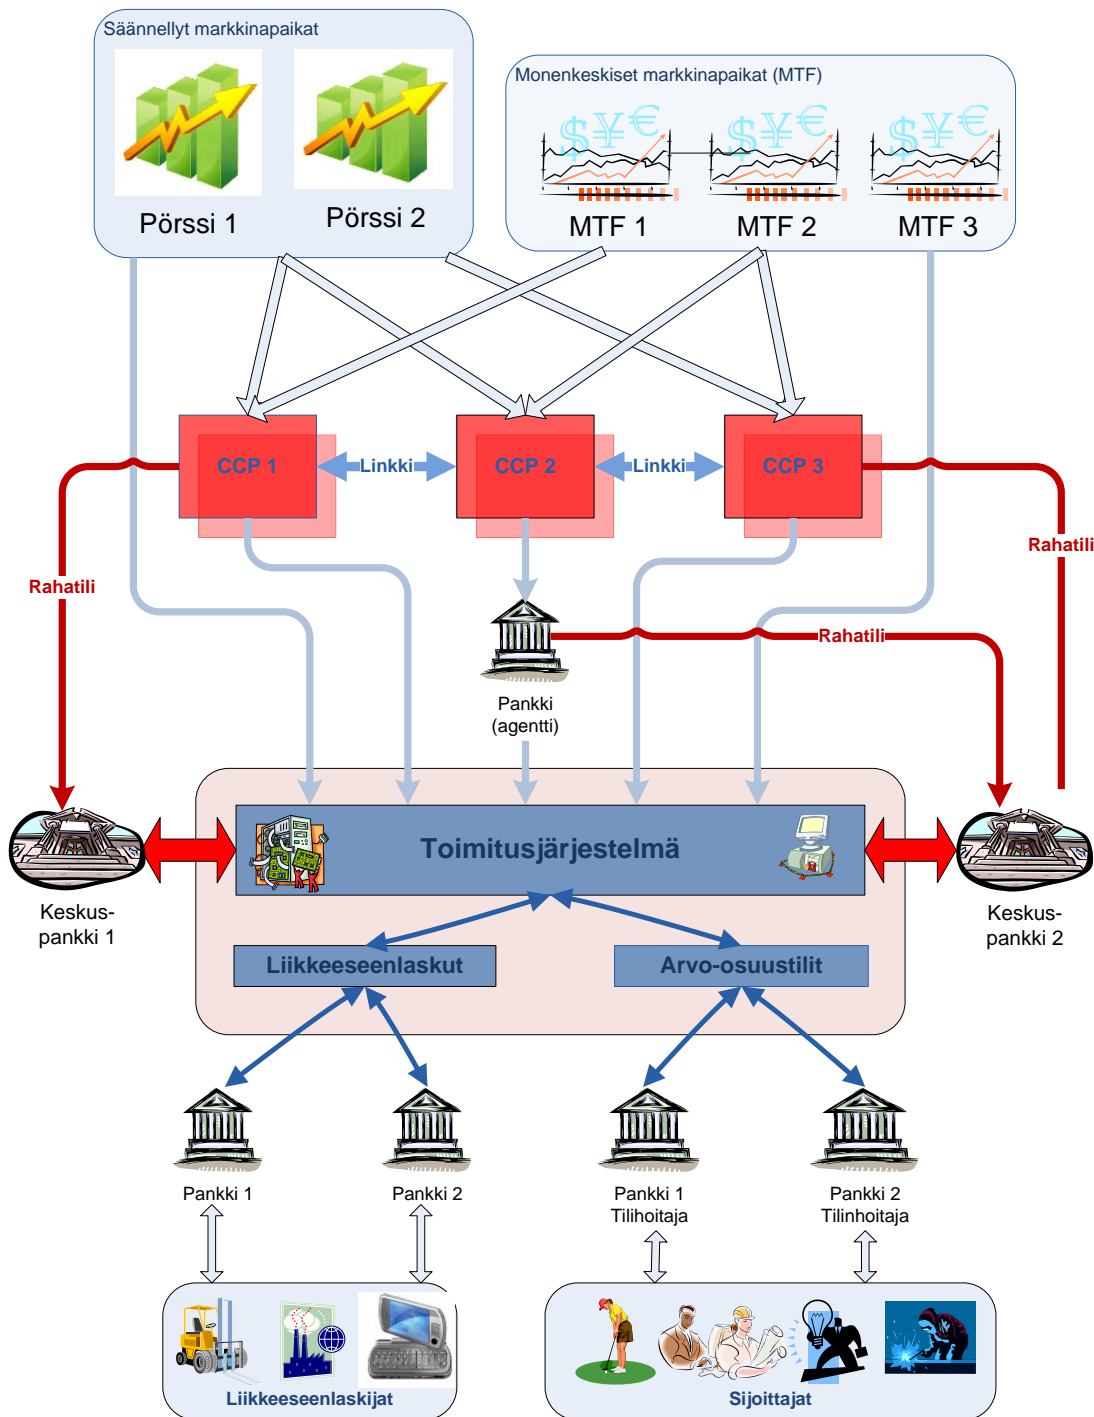 Säännellyt markkinapaikat
Monenkeskiset markkinapaikat (MTF)
$¥€
$¥€
$¥€
Pörssi 1
Pörssi 2
MTF 1
MTF 2
MTF 3
CCP 1
Linkki
CCP 2
Linkki
CCP 3
Rahatili
Rahatili
Rahatili
Pankki
(agentti)
Toimitusjärjestelmä
Keskus-
pankki 1
Keskus-
pankki 2
Liikkeeseenlaskut
Arvo-osuustilit
Pankki 1
Pankki 2
Pankki 1
Tilihoitaja
Pankki 2
Tilinhoitaja
Liikkeeseenlaskijat
Sijoittajat